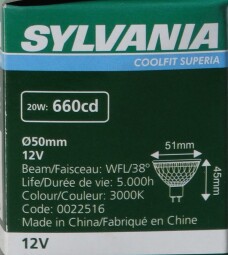 SYLVANIA
COOLFIT SUPERIA
20W: 660cd
Ø50mm
12V
Beam/Faisceau: WFL/38°
Life/Durée de vie: 5.000h
Colour/Couleur: 3000K
Code: 0022516
Made in China/Fabriqué en Chine
51mm
45mm
12V